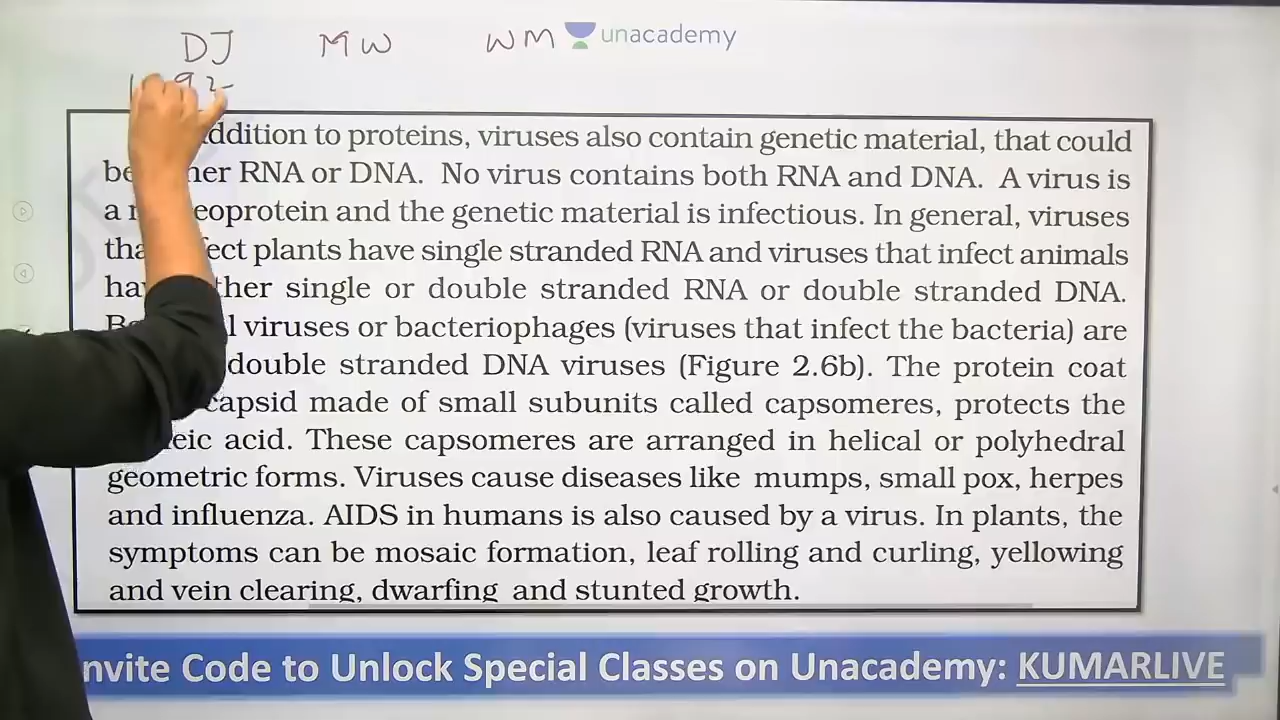 DJ MW WM unacademy
92
ddition to proteins, viruses also contain genetic material, that could
be her RNA or DNA. No virus contains both RNA and DNA. A virus is
a n eoprotein and the genetic material is infectious. In general, viruses
tha fect plants have single stranded RNA and viruses that infect animals
hav ther single or double stranded RNA or double stranded DNA.
l viruses or bacteriophages (viruses that infect the bacteria) are
double stranded DNA viruses (Figure 2.6b). The protein coat
capsid made of small subunits called capsomeres, protects the
eic acid. These capsomeres are arranged in helical or polyhedral
geometric forms. Viruses cause diseases like mumps, small pox, herpes
and influenza. AIDS in humans is also caused by a virus. In plants, the
symptoms can be mosaic formation, leaf rolling and curling, yellowing
and vein clearing, dwarfing and stunted growth.
nvite Code to Unlock Special Classes on Unacademy: KUMARLIVE